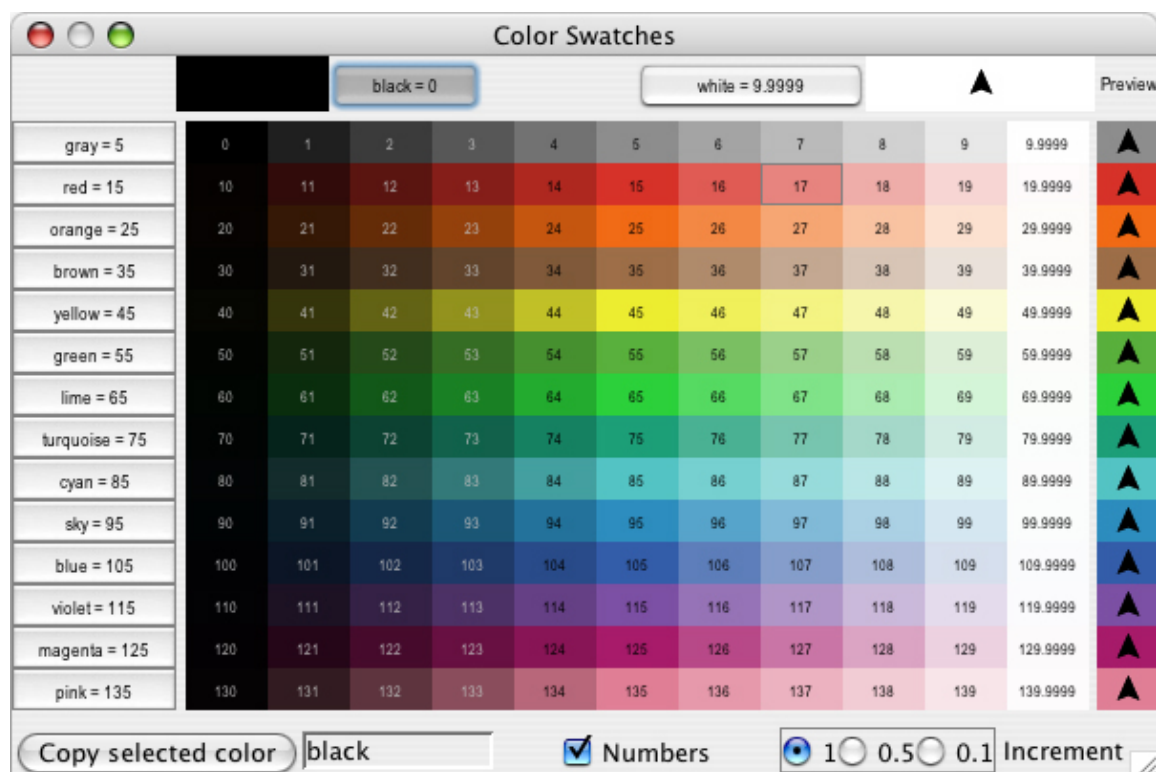 Color Swatches
black = 0 white = 9.9999 Preview
gray = 5 0 1 2 3 4 5 6 7 8 9 9.9999
red = 15 10 11 12 13 14 15 16 17 18 19 19.9999
orange = 25 20 21 22 23 24 25 26 27 28 29 29.9999
brown = 35 30 31 32 33 34 35 36 37 38 39 39.9999
yellow = 45 40 41 42 43 44 45 46 47 48 49 49.9999
green = 55 50 51 52 53 54 55 56 57 58 59 59.9999
lime = 65 60 61 62 63 64 65 66 67 68 69 69.9999
turquoise = 75 70 71 72 73 74 75 76 77 78 79 79.9999
cyan = 85 80 81 82 83 84 85 86 87 88 89 89.9999
sky = 95 90 91 92 93 94 95 96 97 98 99 99.9999
blue = 105 100 101 102 103 104 105 106 107 108 109 109.9999
violet = 115 110 111 112 113 114 115 116 117 118 119 119.9999
magenta = 125 120 121 122 123 124 125 126 127 128 129 129.9999
pink = 135 130 131 132 133 134 135 136 137 138 139 139.9999
Copy selected color black Numbers 1 0.5 0.1 Increment